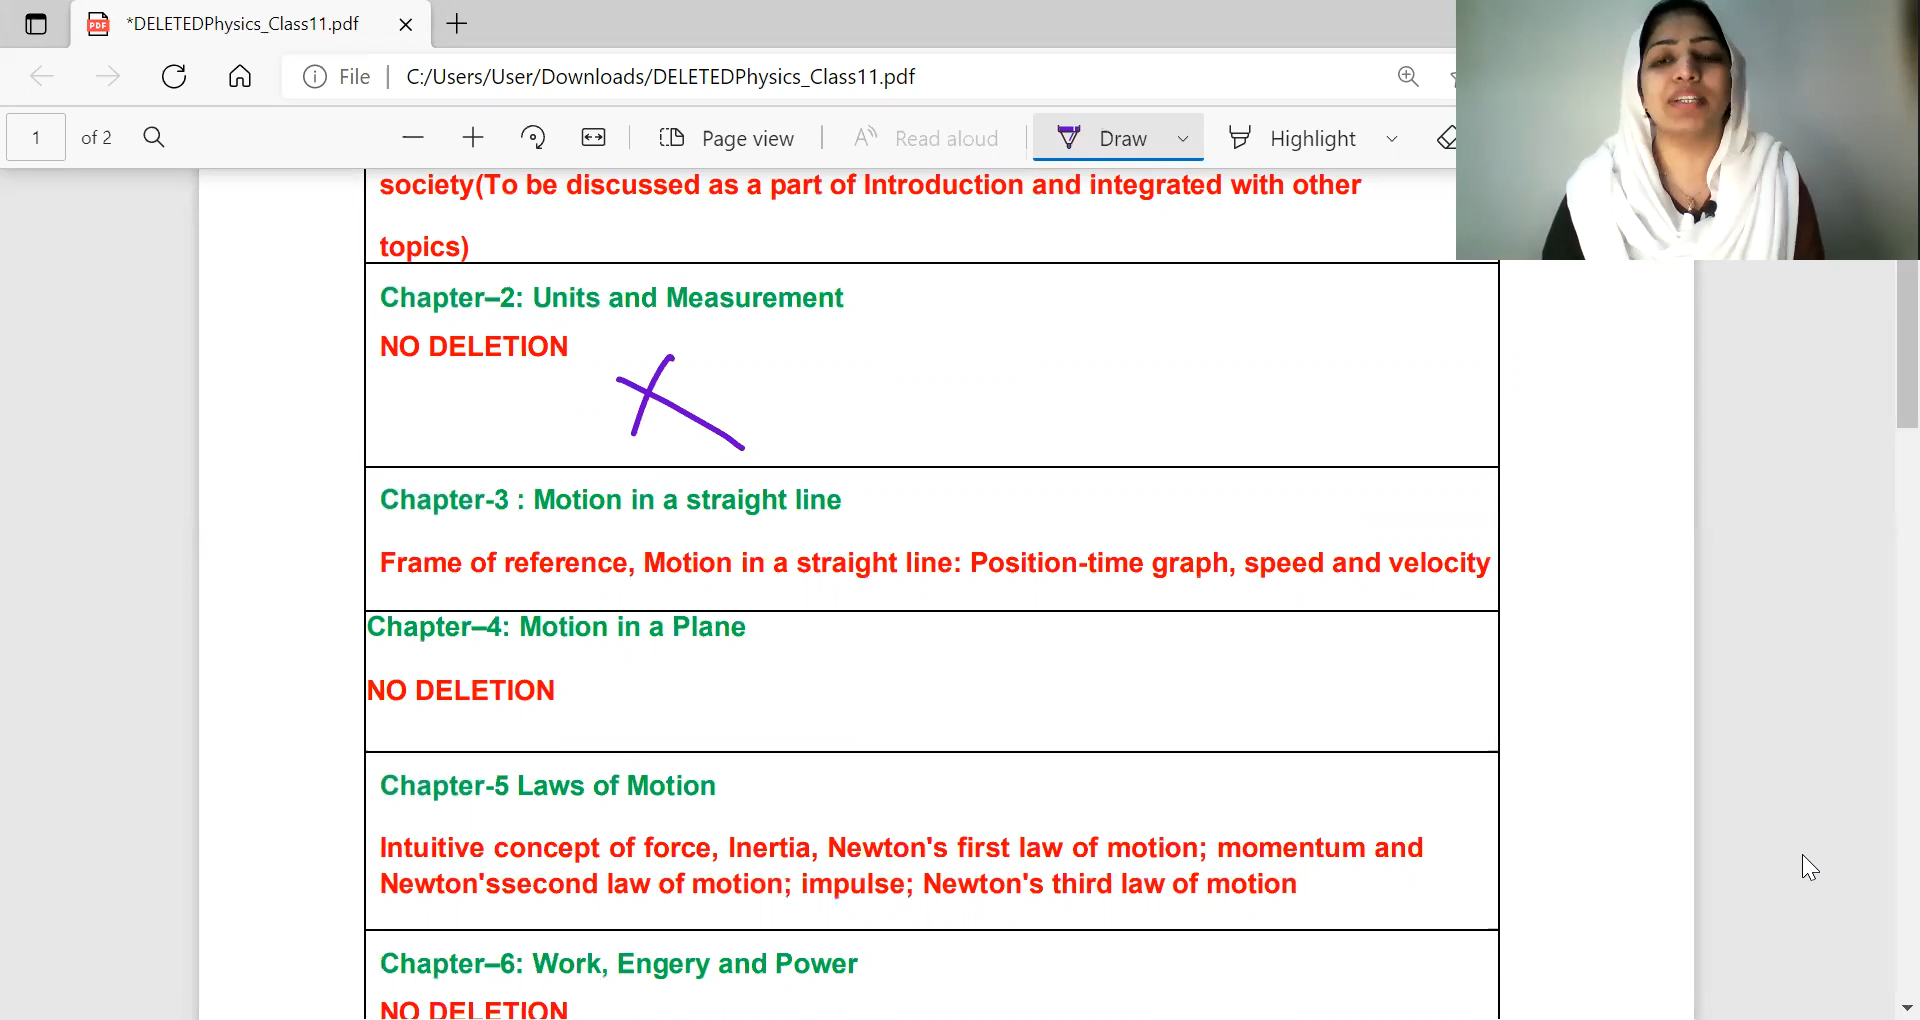 *DELETEDPhysics_Class11.pdf
File C:/Users/User/Downloads/DELETEDPhysics_Class11.pdf
1 of 2 Page view Read aloud Draw Highlight
society(To be discussed as a part of Introduction and integrated with other
topics)
Chapter–2: Units and Measurement
NO DELETION
Chapter-3 : Motion in a straight line
Frame of reference, Motion in a straight line: Position-time graph, speed and velocity
Chapter–4: Motion in a Plane
NO DELETION
Chapter-5 Laws of Motion
Intuitive concept of force, Inertia, Newton's first law of motion; momentum and
Newton'ssecond law of motion; impulse; Newton's third law of motion
Chapter–6: Work, Engery and Power
NO DELETION